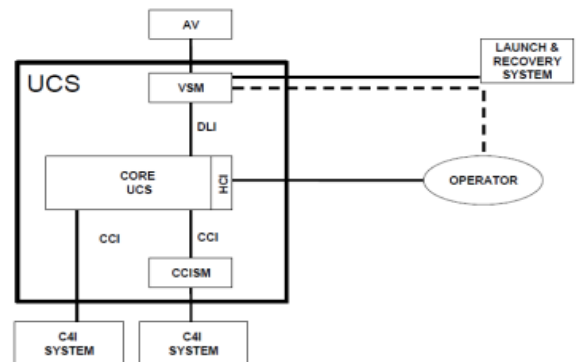 AV
LAUNCH &
RECOVERY
SYSTEM
UCS
VSM
DLI
CORE
UCS
HCI
OPERATOR
CCI
CCI
CCISM
C4I
SYSTEM
C4I
SYSTEM